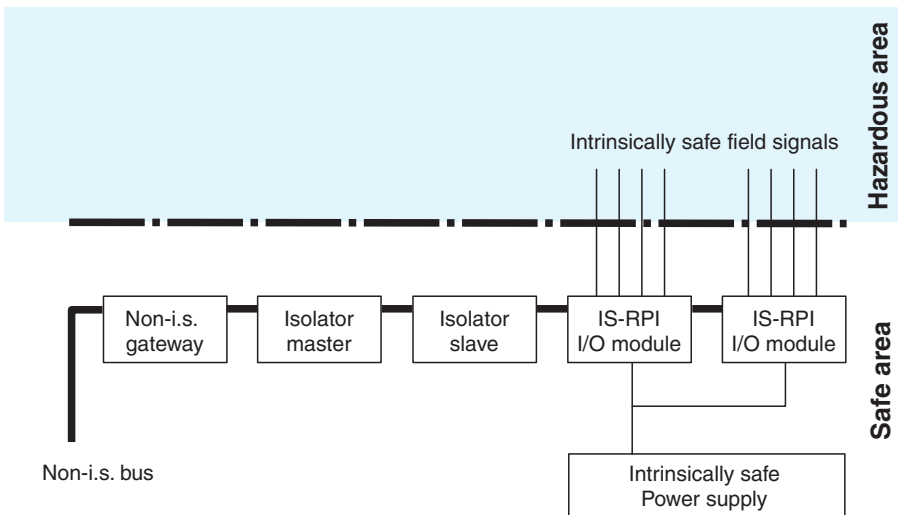 Hazardous area
Intrinsically safe field signals
Non-i.s.
gateway
Isolator
master
Isolator
slave
IS-RPI
I/O module
IS-RPI
I/O module
Safe area
Non-i.s. bus
Intrinsically safe
Power supply